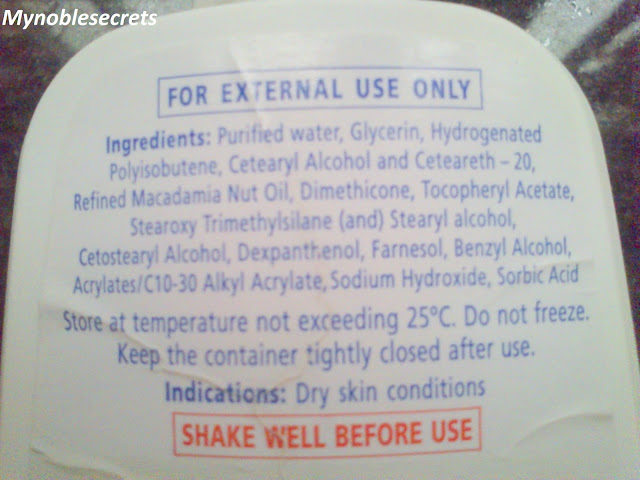 Mynoblesecrets
FOR EXTERNAL USE ONLY
Ingredients: Purified water, Glycerin, Hydrogenated
Polyisobutene, Cetearyl Alcohol and Ceteareth – 20,
Refined Macadamia Nut Oil, Dimethicone, Tocopheryl Acetate,
Stearoxy Trimethylsilane (and) Stearyl alcohol,
Cetostearyl Alcohol, Dexpanthenol, Farnesol, Benzyl Alcohol,
Acrylates/C10-30 Alkyl Acrylate, Sodium Hydroxide, Sorbic Acid
Store at temperature not exceeding 25°C. Do not freeze.
Keep the container tightly closed after use.
Indications: Dry skin conditions
SHAKE WELL BEFORE USE